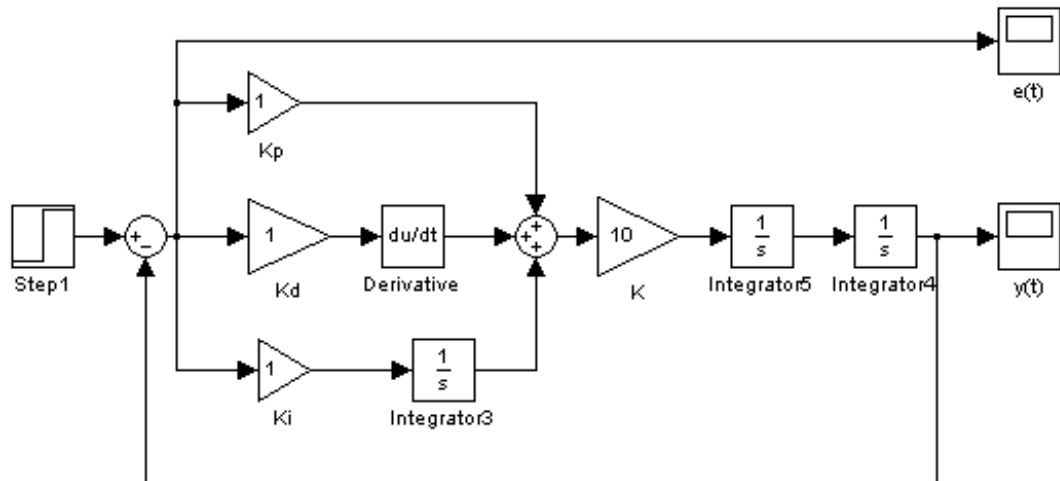 e(t)
1
Kp
Step1
+
−
1
Kd
du/dt
Derivative
+
+
+
10
K
1
s
Integrator5
1
s
Integrator4
y(t)
1
Ki
1
s
Integrator3